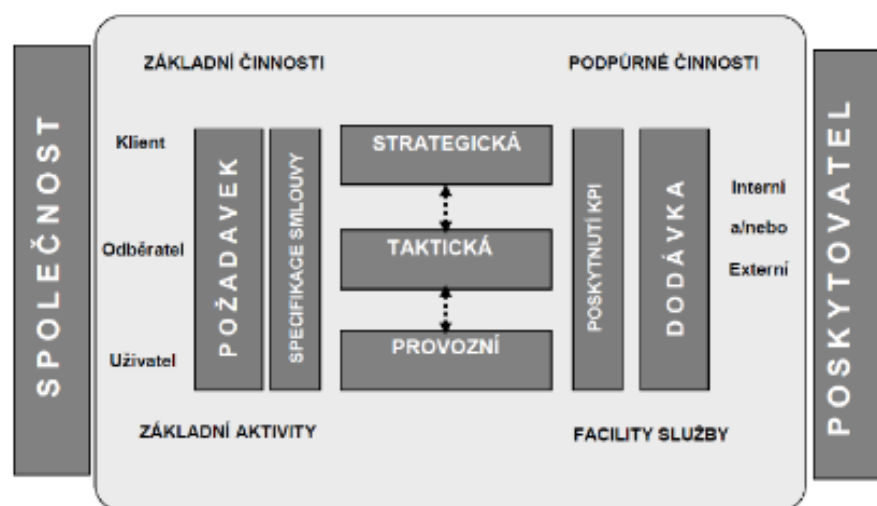 ZÁKLADNÍ ČINNOSTI
PODPŮRNÉ ČINNOSTI
SPOLEČNOST
Klient
Odběratel
Uživatel
POŽADAVEK
SPECIFIKACE SMLOUVY
STRATEGICKÁ
TAKTICKÁ
PROVOZNÍ
POSKYTNUTÍ KPI
DODÁVKA
Interní
a/nebo
Externí
POSKYTOVATEL
ZÁKLADNÍ AKTIVITY
FACILITY SLUŽBY